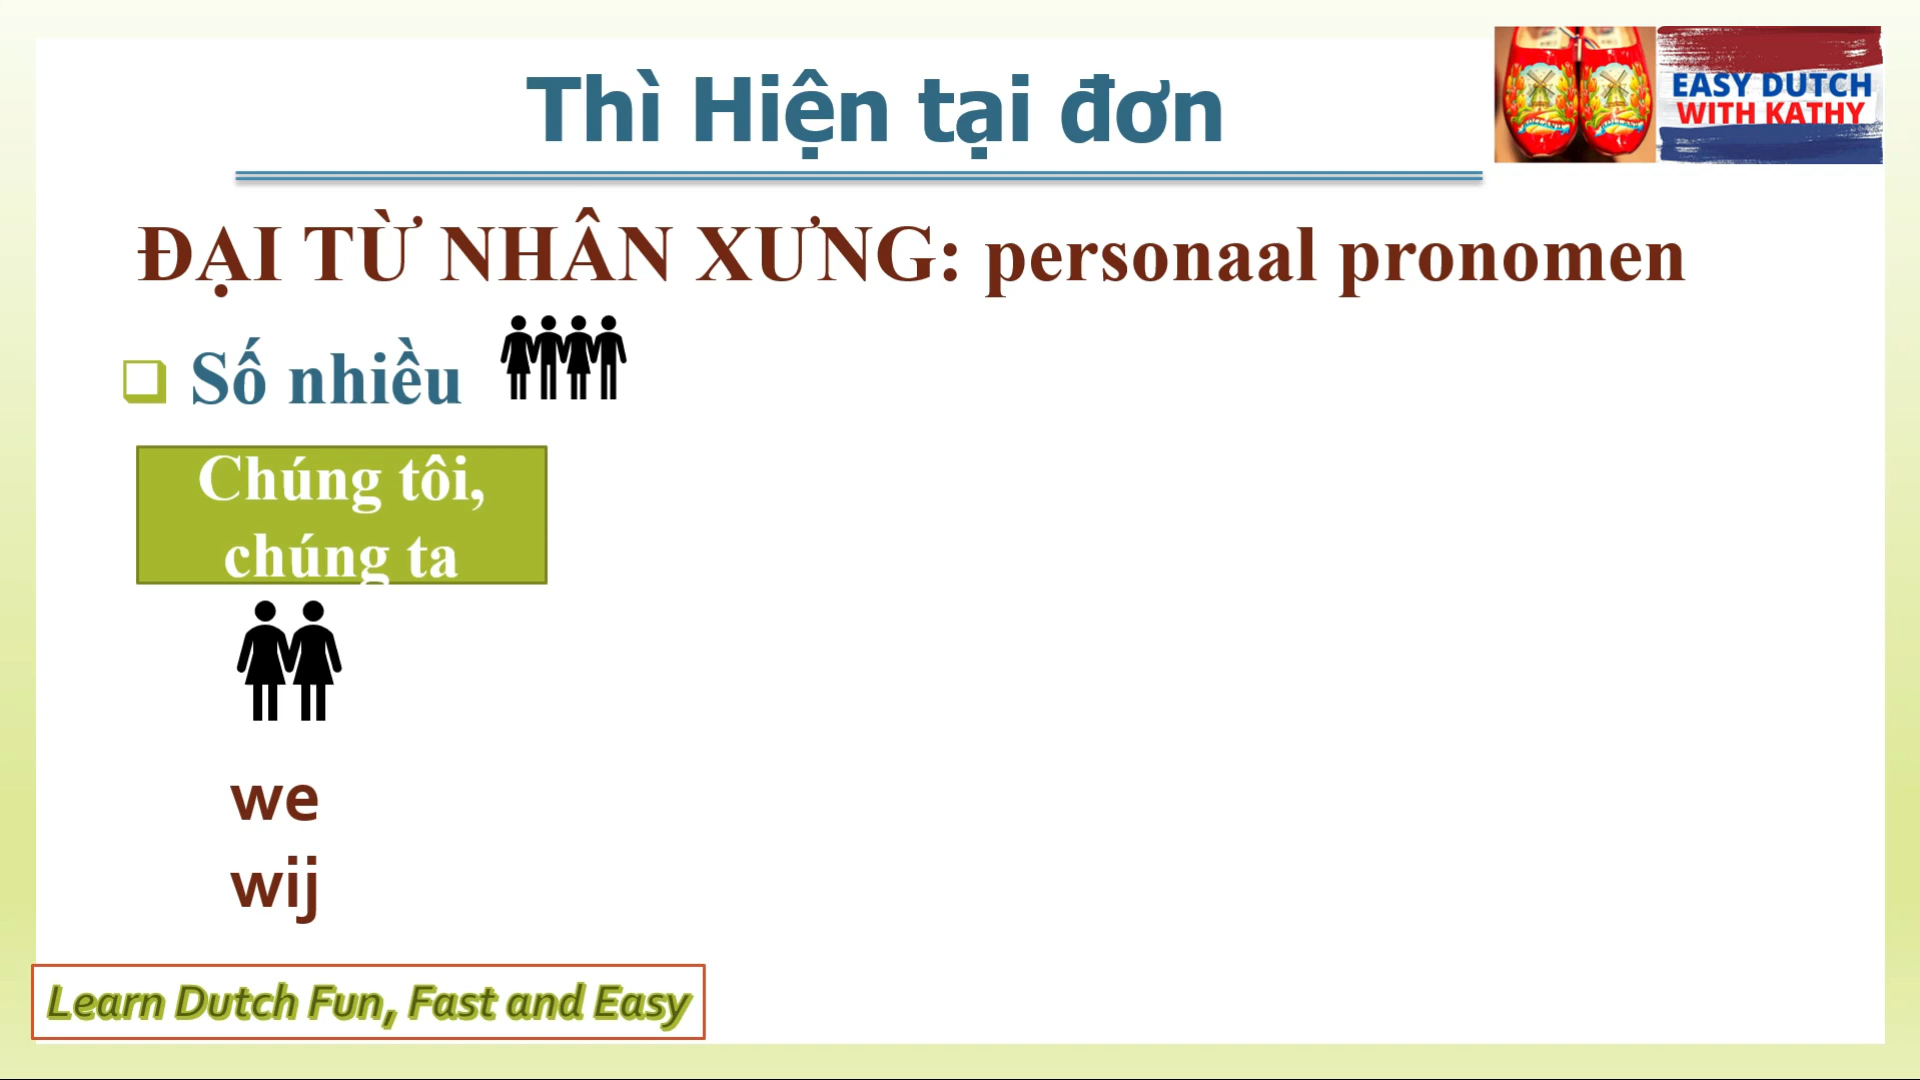 Thì Hiện tại đơn
EASY DUTCH
WITH KATHY
ĐẠI TỪ NHÂN XƯNG: personaal pronomen
Số nhiều
Chúng tôi,
chúng ta
we
wij
Learn Dutch Fun, Fast and Easy